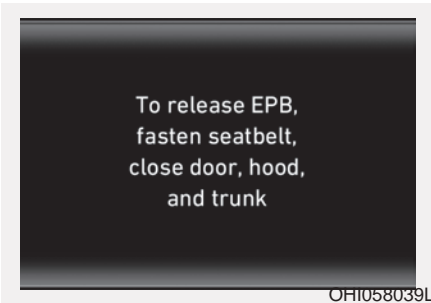 To release EPB,
fasten seatbelt,
close door, hood,
and trunk
OHI058039L